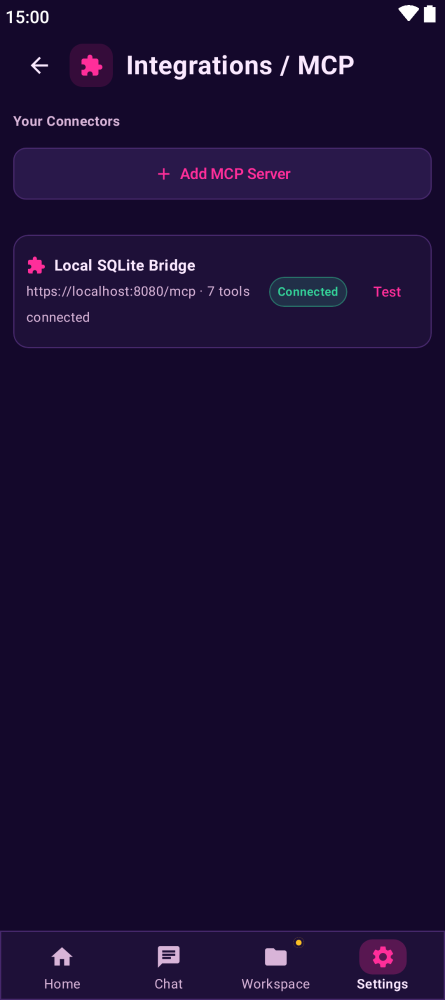 15:00
Integrations / MCP
Your Connectors
Add MCP Server
Local SQLite Bridge
https://localhost:8080/mcp · 7 tools
connected
Connected
Test
Home
Chat
Workspace
Settings